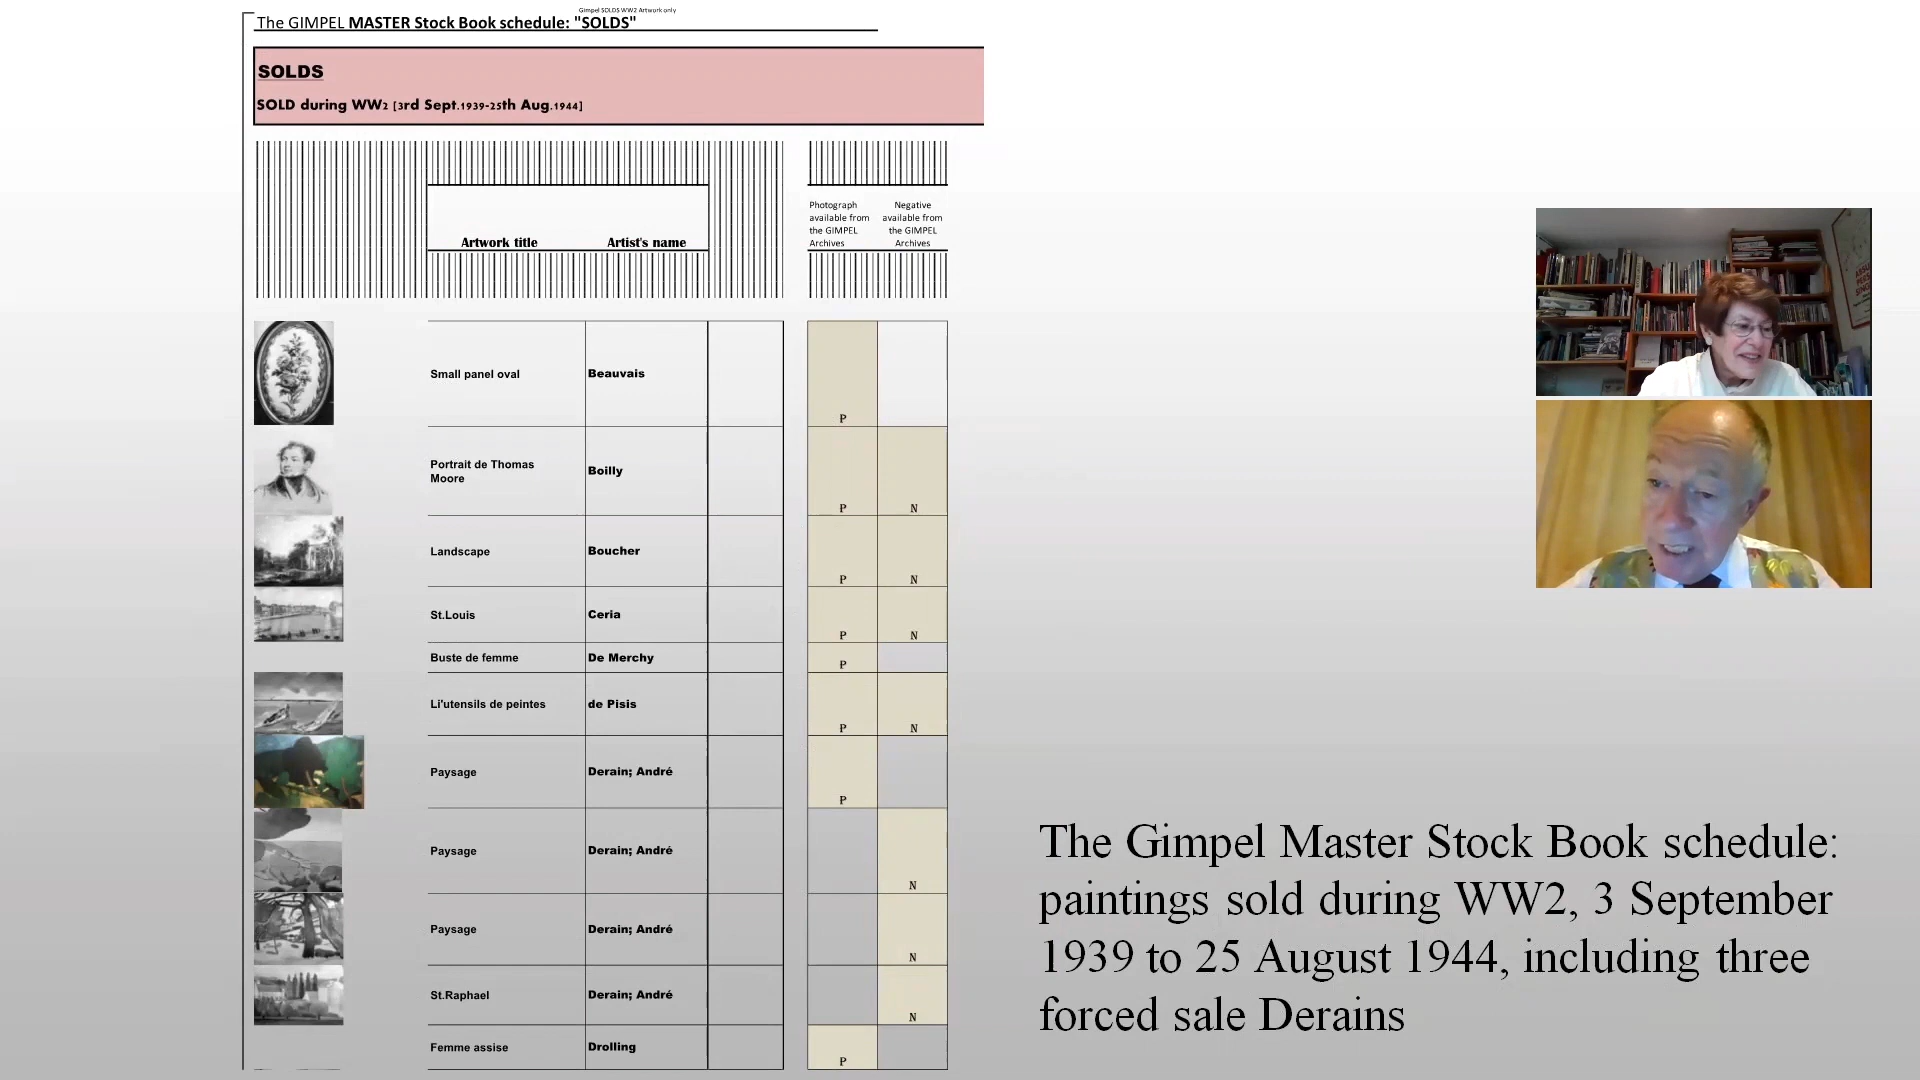 Gimpel SOLDS WW2 Artwork only
The GIMPEL MASTER Stock Book schedule: "SOLDS"
SOLDS
SOLD during WW2 [3rd Sept.1939-25th Aug.1944]
Artwork title Artist's name
Photograph available from the GIMPEL Archives
Negative available from the GIMPEL Archives
Small panel oval Beauvais P
Portrait de Thomas Moore Boilly P N
Landscape Boucher P N
St.Louis Ceria P N
Buste de femme De Merchy P
Li'utensils de peintes de Pisis P N
Paysage Derain; André P
Paysage Derain; André N
Paysage Derain; André N
St.Raphael Derain; André N
Femme assise Drolling P
The Gimpel Master Stock Book schedule:
paintings sold during WW2, 3 September
1939 to 25 August 1944, including three
forced sale Derains